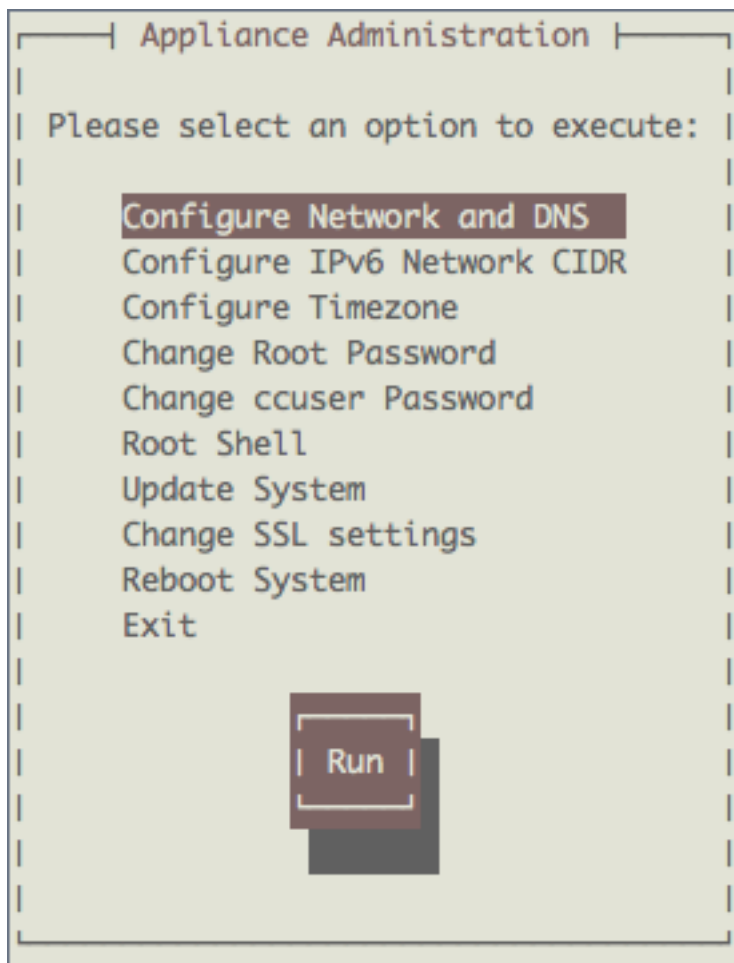 Appliance Administration
Please select an option to execute:
Configure Network and DNS
Configure IPv6 Network CIDR
Configure Timezone
Change Root Password
Change ccuser Password
Root Shell
Update System
Change SSL settings
Reboot System
Exit
Run